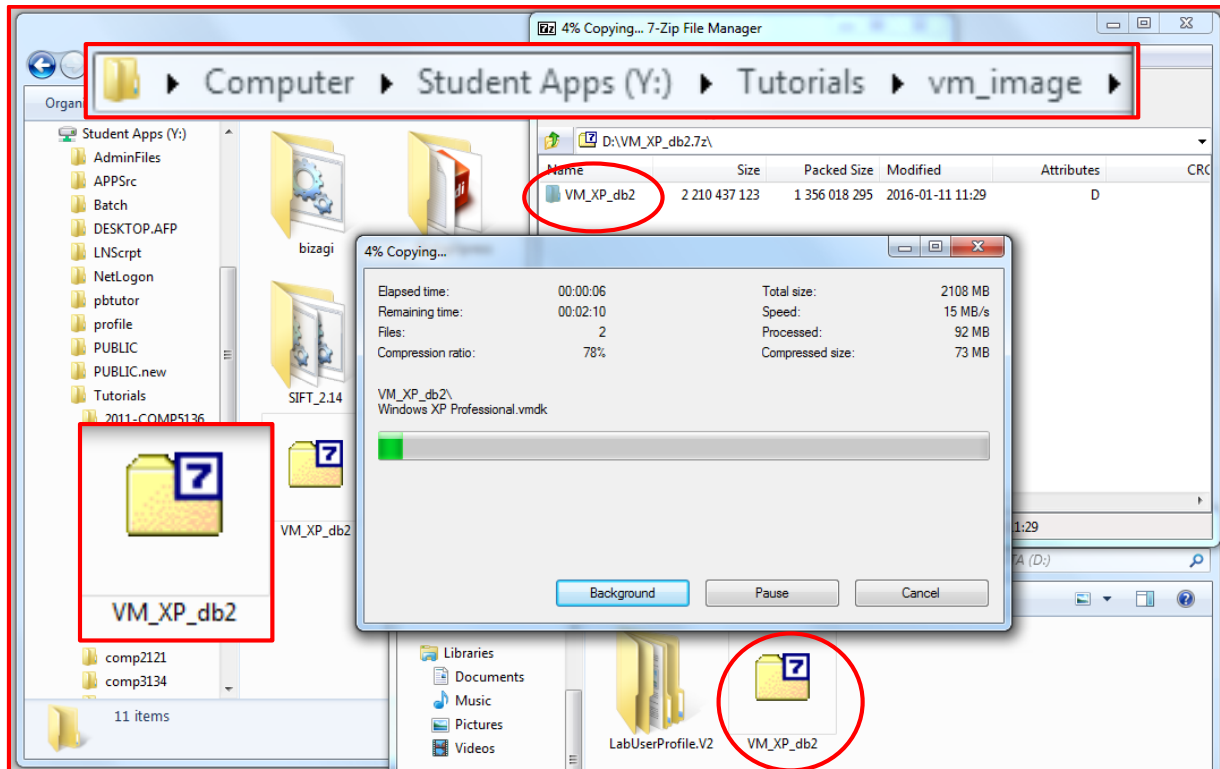 4% Copying... 7-Zip File Manager
Computer Student Apps (Y:) Tutorials vm_image
Organi
Student Apps (Y:)
AdminFiles
APPSrc
Batch
DESKTOP.AFP
LNScrpt
NetLogon
pbtutor
profile
PUBLIC
PUBLIC.new
Tutorials
2011-COMP5136
comp2121
comp3134
11 items
bizagi
SIFT_2.14
VM_XP_db2
7
VM_XP_db2
7
D:\VM_XP_db2.7z\
Name Size Packed Size Modified Attributes CRC
VM_XP_db2 2 210 437 123 1 356 018 295 2016-01-11 11:29 D
4% Copying...
Elapsed time: 00:00:06 Total size: 2108 MB
Remaining time: 00:02:10 Speed: 15 MB/s
Files: 2 Processed: 92 MB
Compression ratio: 78% Compressed size: 73 MB
VM_XP_db2\
Windows XP Professional.vmdk
Background Pause Cancel
1:29
TA (D:)
Libraries
Documents
Music
Pictures
Videos
LabUserProfile.V2
7
VM_XP_db2